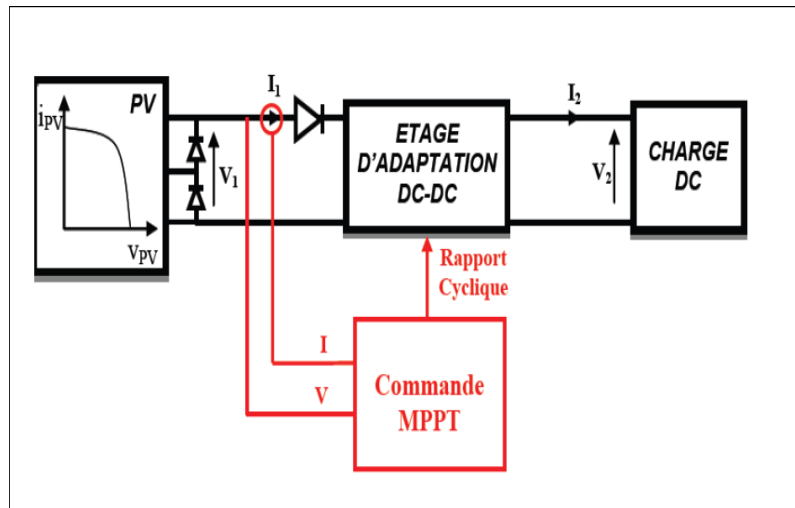 PV
iPV
VPV
V1
I1
ETAGE
D'ADAPTATION
DC-DC
I2
V2
CHARGE
DC
Rapport
Cyclique
I
V
Commande
MPPT